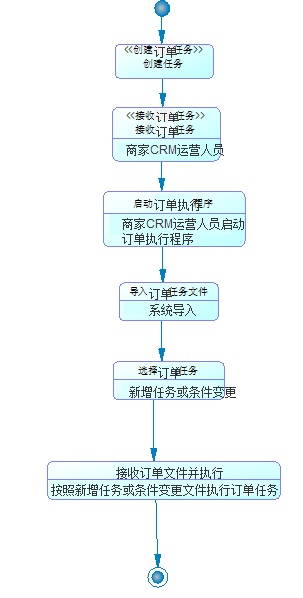 <<创建订单任务>>
创建任务
<<接收订单任务>>
接收订单任务
商家CRM运营人员
启动订单执行程序
商家CRM运营人员启动
订单执行程序
导入订单任务文件
系统导入
选择订单任务
新增任务或条件变更
接收订单文件并执行
按照新增任务或条件变更文件执行订单任务